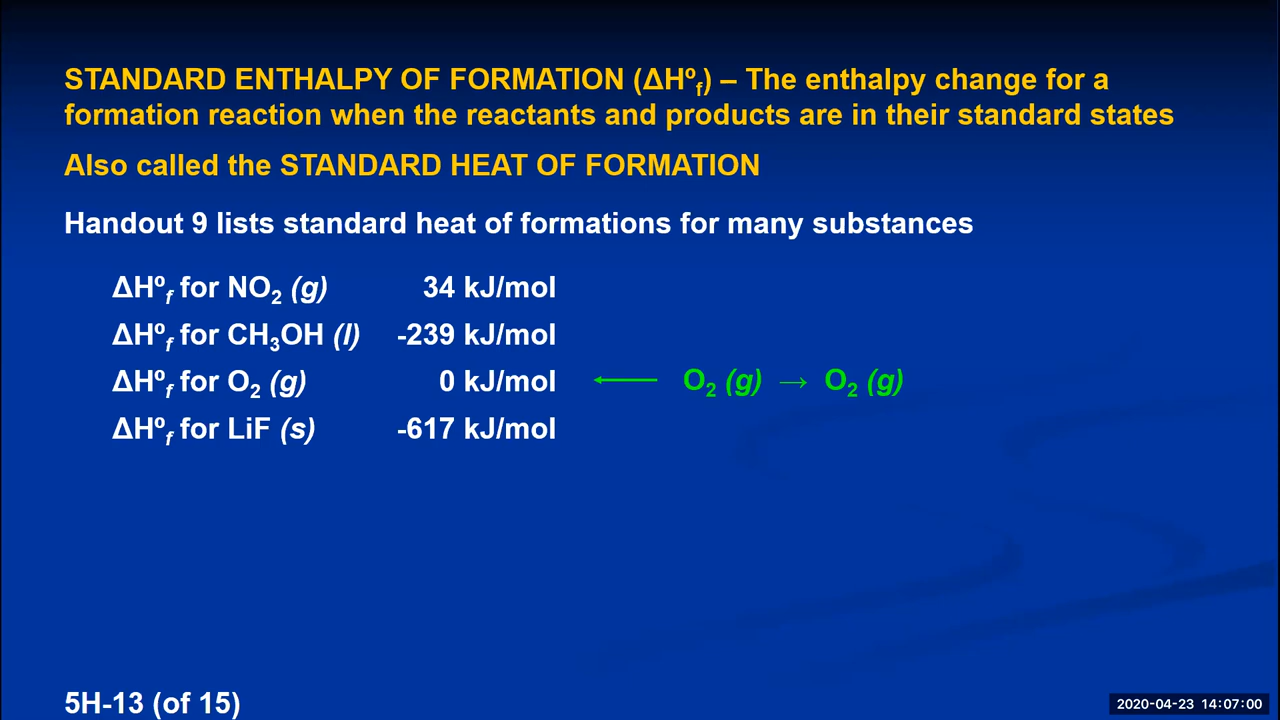 STANDARD ENTHALPY OF FORMATION (ΔHº_f) – The enthalpy change for a
formation reaction when the reactants and products are in their standard states
Also called the STANDARD HEAT OF FORMATION
Handout 9 lists standard heat of formations for many substances
ΔHº_f for NO₂ (g) 34 kJ/mol
ΔHº_f for CH₃OH (l) -239 kJ/mol
ΔHº_f for O₂ (g) 0 kJ/mol ← O₂ (g) → O₂ (g)
ΔHº_f for LiF (s) -617 kJ/mol
5H-13 (of 15)
2020-04-23 14:07:00